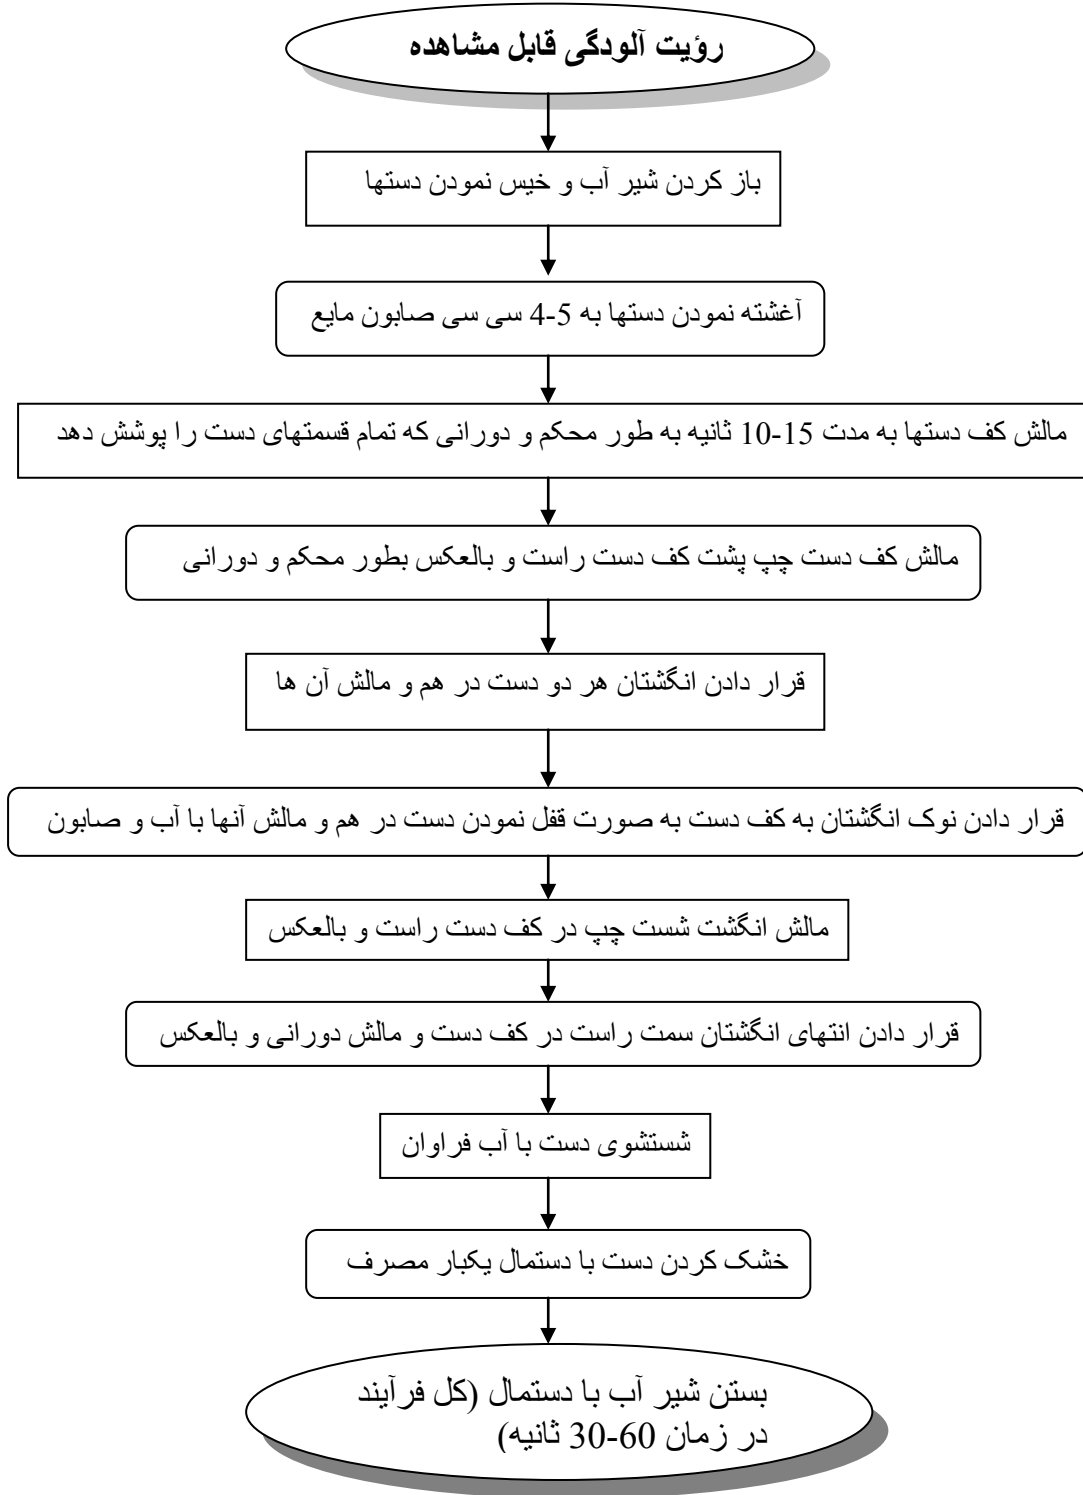 رؤیت آلودگی قابل مشاهده
باز کردن شیر آب و خیس نمودن دستها
آغشته نمودن دستها به 5-4 سی سی صابون مایع
مالش کف دستها به مدت 15-10 ثانیه به طور محکم و دورانی که تمام قسمتهای دست را پوشش دهد
مالش کف دست چپ پشت کف دست راست و بالعکس بطور محکم و دورانی
قرار دادن انگشتان هر دو دست در هم و مالش آن ها
قرار دادن نوک انگشتان به کف دست به صورت قفل نمودن دست در هم و مالش آنها با آب و صابون
مالش انگشت شست چپ در کف دست راست و بالعکس
قرار دادن انتهای انگشتان سمت راست در کف دست و مالش دورانی و بالعکس
شستشوی دست با آب فراوان
خشک کردن دست با دستمال یکبار مصرف
بستن شیر آب با دستمال (کل فرآیند
در زمان 60-30 ثانیه)